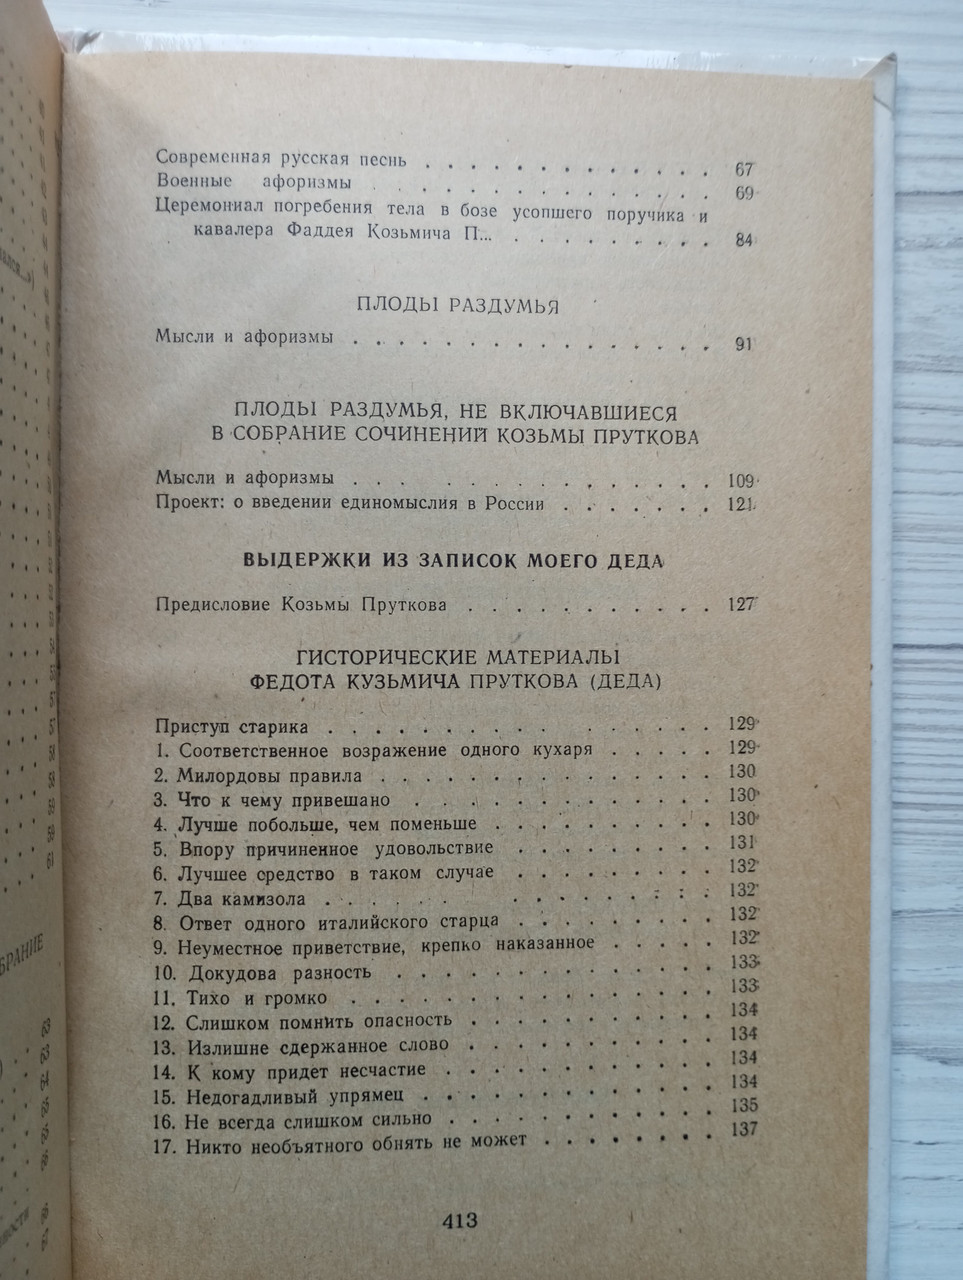 Современная русская песнь . . . . . . . . . . . . . 67
Военные афоризмы . . . . . . . . . . . . . 69
Церемониал погребения тела в бозе усопшего поручика и
кавалера Фаддея Козьмича П... . . . . . . . . . 84
ПЛОДЫ РАЗДУМЬЯ
Мысли и афоризмы . . . . . . . . . . . . . . . . 91
ПЛОДЫ РАЗДУМЬЯ, НЕ ВКЛЮЧАВШИЕСЯ
В СОБРАНИЕ СОЧИНЕНИЙ КОЗЬМЫ ПРУТКОВА
Мысли и афоризмы . . . . . . . . . . . . . . 109
Проект: о введении единомыслия в России . . . . . . . 121
ВЫДЕРЖКИ ИЗ ЗАПИСОК МОЕГО ДЕДА
Предисловие Козьмы Пруткова . . . . . . . . . . . 127
ГИСТОРИЧЕСКИЕ МАТЕРИАЛЫ
ФЕДОТА КУЗЬМИЧА ПРУТКОВА (ДЕДА)
Приступ старика . . . . . . . . . . . . . . . 129
1. Соответственное возражение одного кухаря . . . . . 129
2. Милордовы правила . . . . . . . . . . . . . . 130
3. Что к чему привешано . . . . . . . . . . . . . 130
4. Лучше побольше, чем поменьше . . . . . . . . . 130
5. Впору причиненное удовольствие . . . . . . . . . 131
6. Лучшее средство в таком случае . . . . . . . . . 132
7. Два камизола . . . . . . . . . . . . . . . 132
8. Ответ одного италийского старца . . . . . . . . . 132
9. Неуместное приветствие, крепко наказанное . . . . . 132
10. Докудова разность . . . . . . . . . . . . . 133
11. Тихо и громко . . . . . . . . . . . . . . . 133
12. Слишком помнить опасность . . . . . . . . . . 134
13. Излишне сдержанное слово . . . . . . . . . . 134
14. К кому придет несчастие . . . . . . . . . . . 134
15. Недогадливый упрямец . . . . . . . . . . . . 134
16. Не всегда слишком сильно . . . . . . . . . . . 135
17. Никто необъятного обнять не может . . . . . . . . 137
413